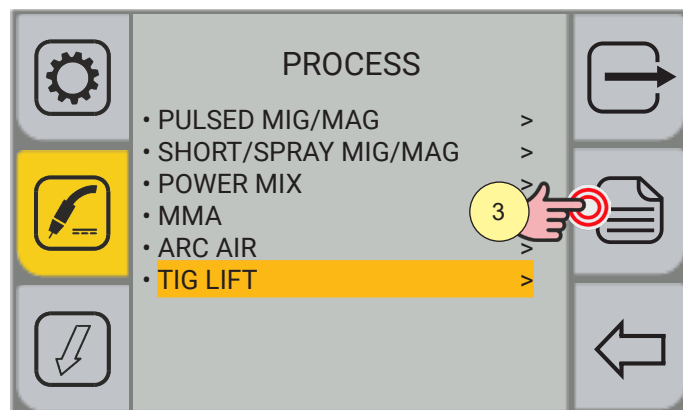 PROCESS
• PULSED MIG/MAG >
• SHORT/SPRAY MIG/MAG >
• POWER MIX >
• MMA
• ARC AIR >
• TIG LIFT >
3